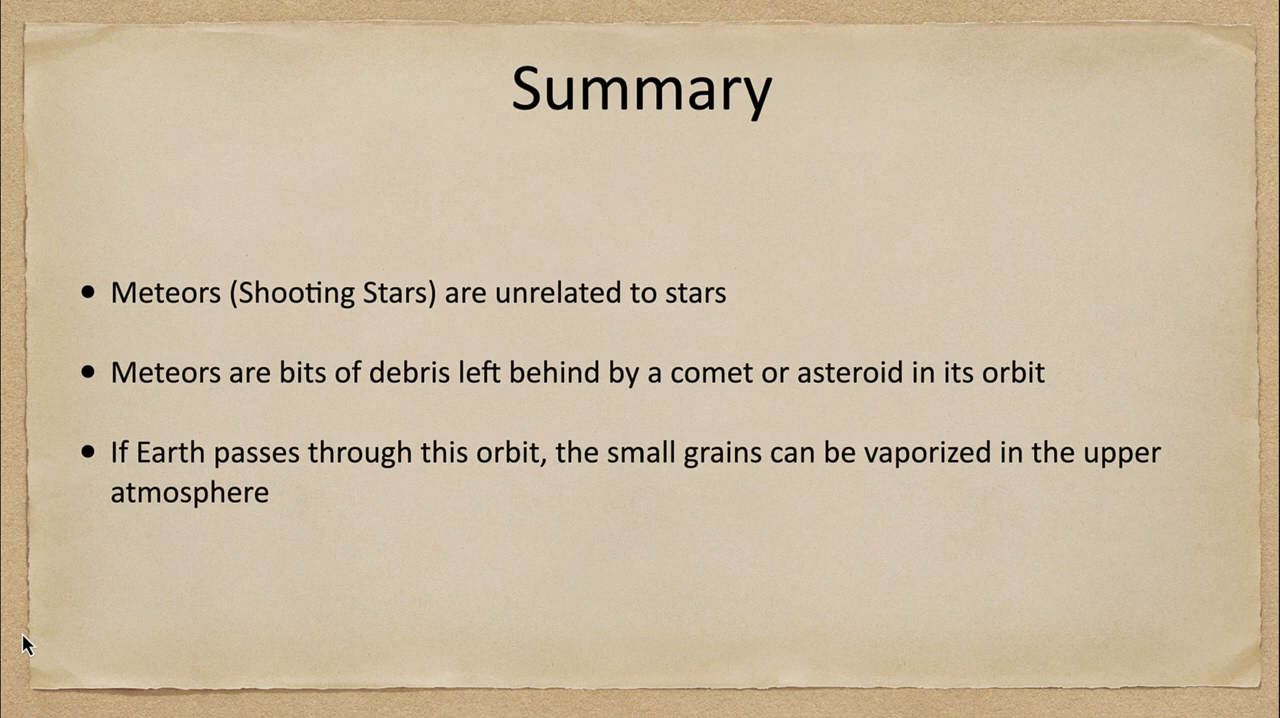 Summary
• Meteors (Shooting Stars) are unrelated to stars
• Meteors are bits of debris left behind by a comet or asteroid in its orbit
• If Earth passes through this orbit, the small grains can be vaporized in the upper
atmosphere